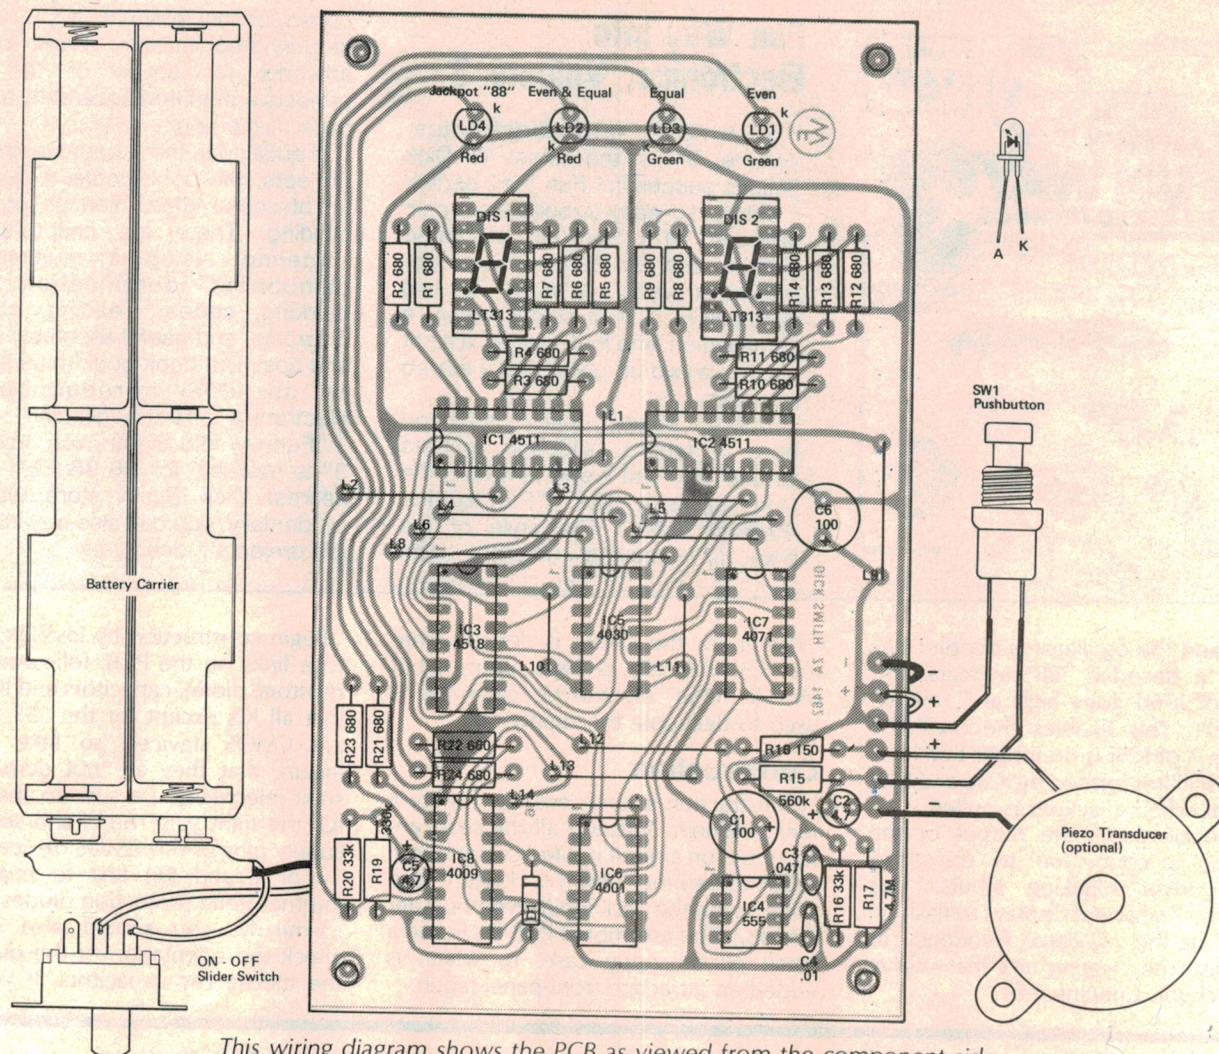 Jackpot "88" Even & Equal Equal Even
k k
LD4 LD2 LD3 LD1
k k
Red Red Green Green
A K
DIS 1 DIS 2
R2 680 R1 680 R7 680 R6 680 R5 680 R9 680 R8 680 R14 680 R13 680 R12 680
LT313 LT313
R4 680 R11 680
R3 680 R10 680
SW1
Pushbutton
L1
IC1 4511 IC2 4511
L2 L3
L4 L5
L6 L7
L8
C6
100
L9
Battery Carrier
DICK SMITH ZA 1462
IC3
4518
IC5
4030
IC7
4071
L10 L11
-
+
R23 680 R21 680
R22 680
L12
R18 150
+
R24 680
L13
R15
560k
L14
C2
4.7
-
390k
C1
100
+
Piezo Transducer
(optional)
R20 33k R19
+
C5
4.7
IC8
4009
D1
IC6
4001
C3
.047
IC4
555
R16 33k R17
4.7M
C4
.01
ON - OFF
Slider Switch
This wiring diagram shows the PCB as viewed from the component side